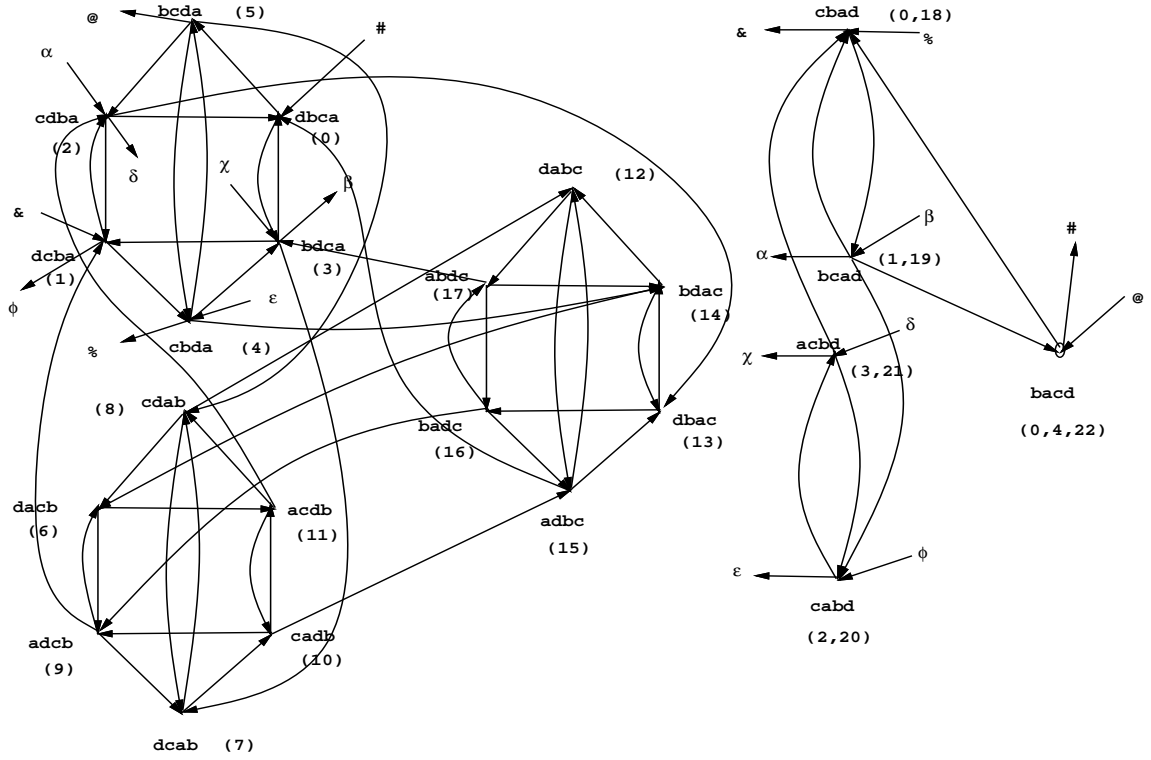 @ bcda (5)
#
α
cdba
(2)
dbca
(0)
δ
χ
β
&
dcba
(1)
bdca
(3)
φ
ε
%
cbda (4)
dabc (12)
abdc
(17)
bdac
(14)
(8) cdab
badc
(16)
dbac
(13)
dacb
(6)
acdb
(11)
adbc
(15)
adcb
(9)
cadb
(10)
dcab (7)
cbad (0,18)
&
%
β
α
(1,19)
bcad
#
@
δ
acbd
χ
(3,21)
bacd
(0,4,22)
φ
ε
cabd
(2,20)